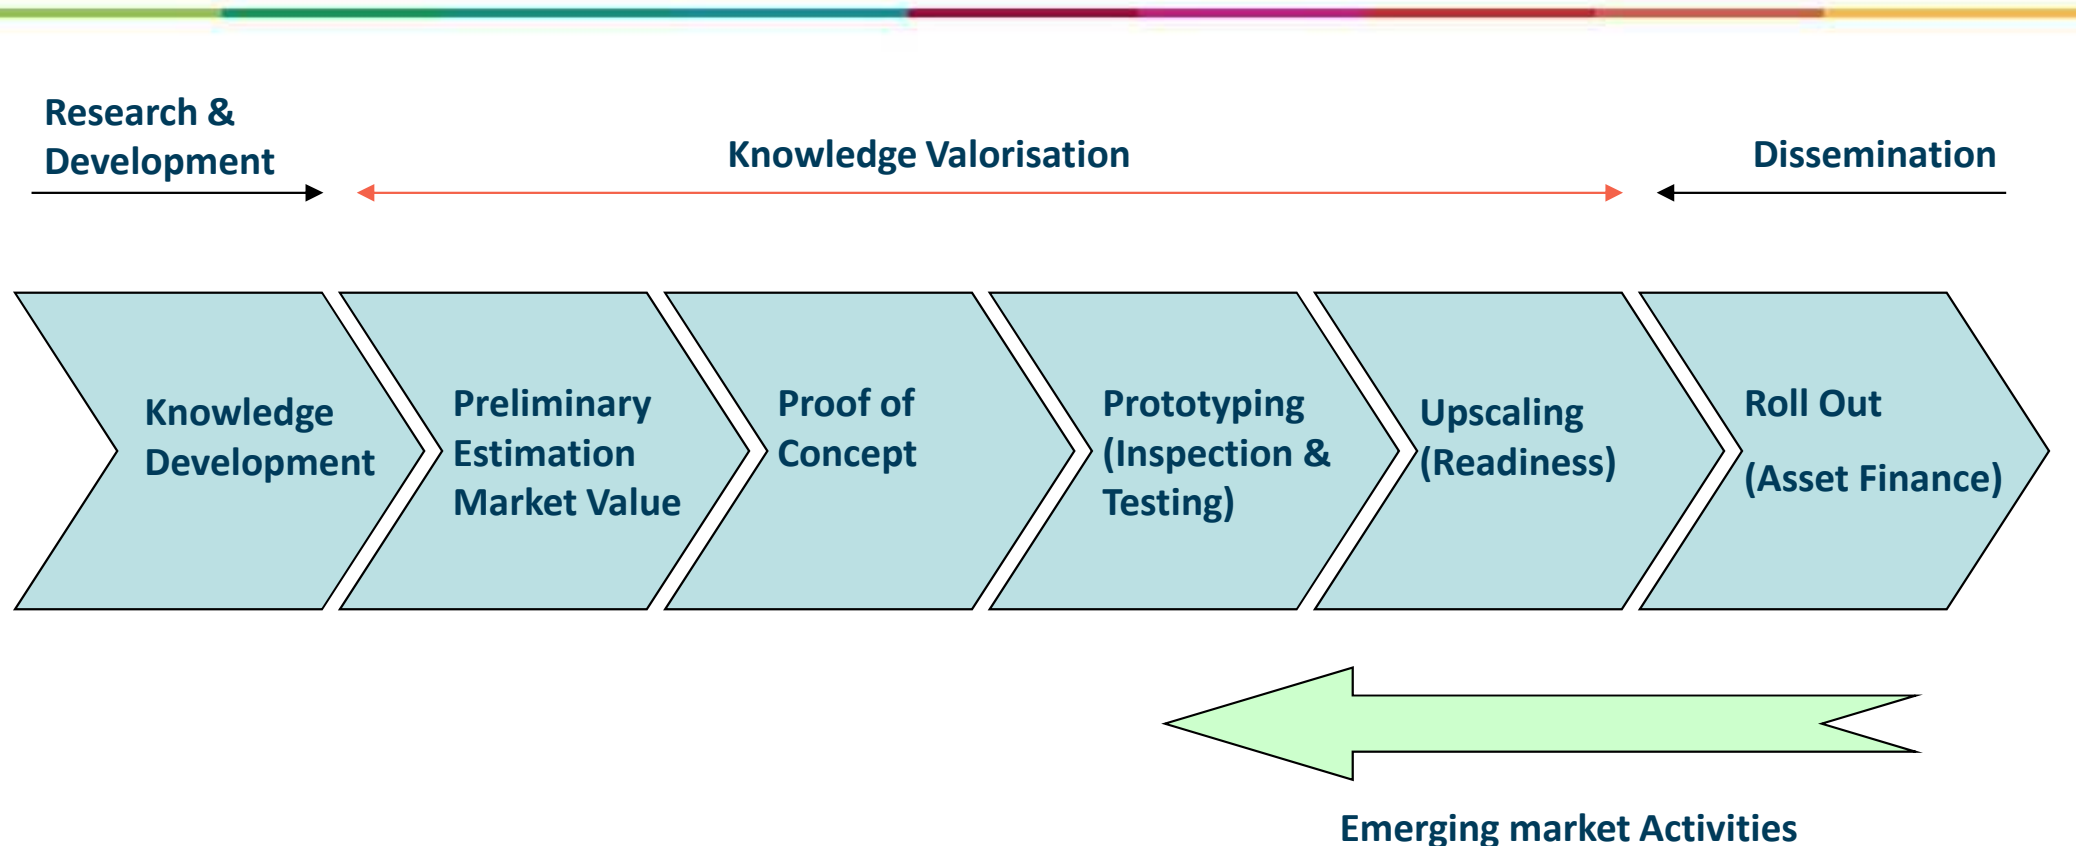 Research &
Development
Knowledge Valorisation
Dissemination
Knowledge
Development
Preliminary
Estimation
Market Value
Proof of
Concept
Prototyping
(Inspection &
Testing)
Upscaling
(Readiness)
Roll Out
(Asset Finance)
Emerging market Activities